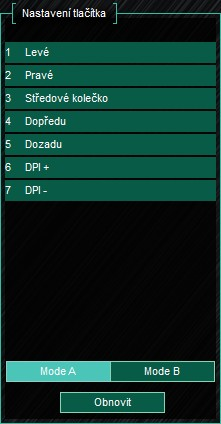 Nastavení tlačítka
1 Levé
2 Pravé
3 Středové kolečko
4 Dopředu
5 Dozadu
6 DPI +
7 DPI -
Mode A Mode B
Obnovit